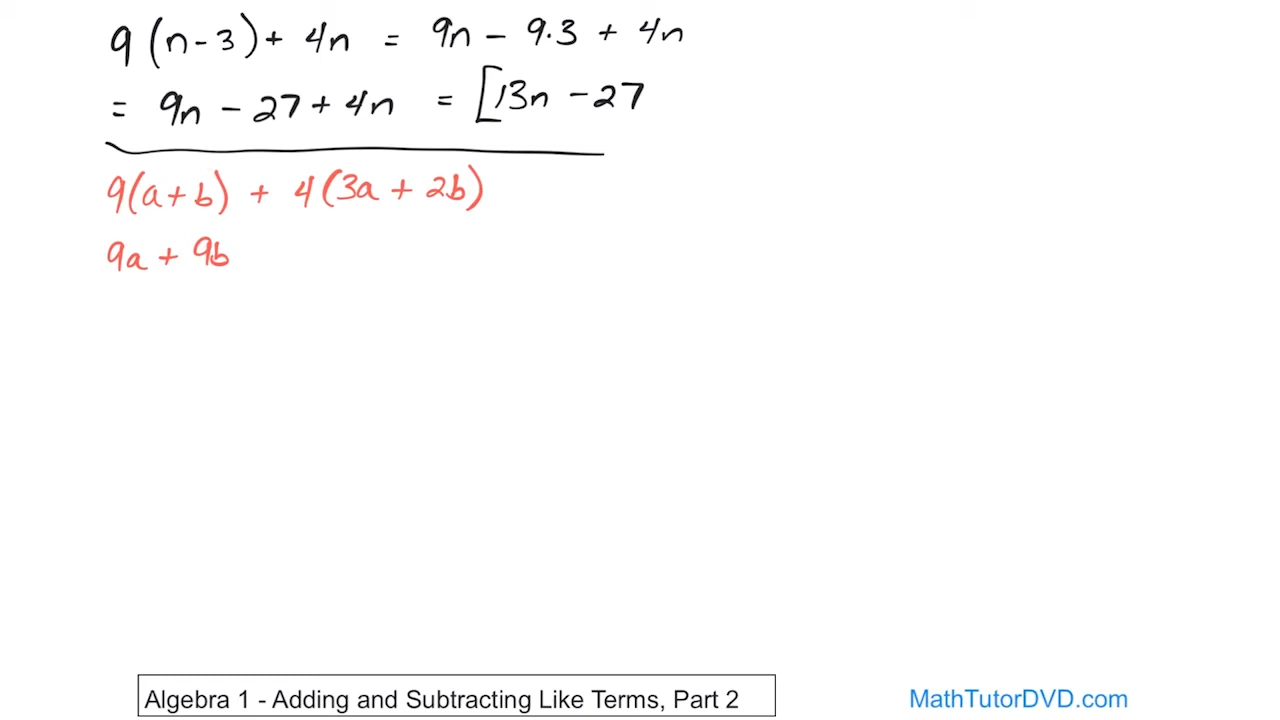 9(n-3)+ 4n = 9n - 9.3 + 4n
= 9n - 27 + 4n = [13n - 27
9(a+b) + 4(3a + 2b)
9a + 9b
Algebra 1 - Adding and Subtracting Like Terms, Part 2
MathTutorDVD.com